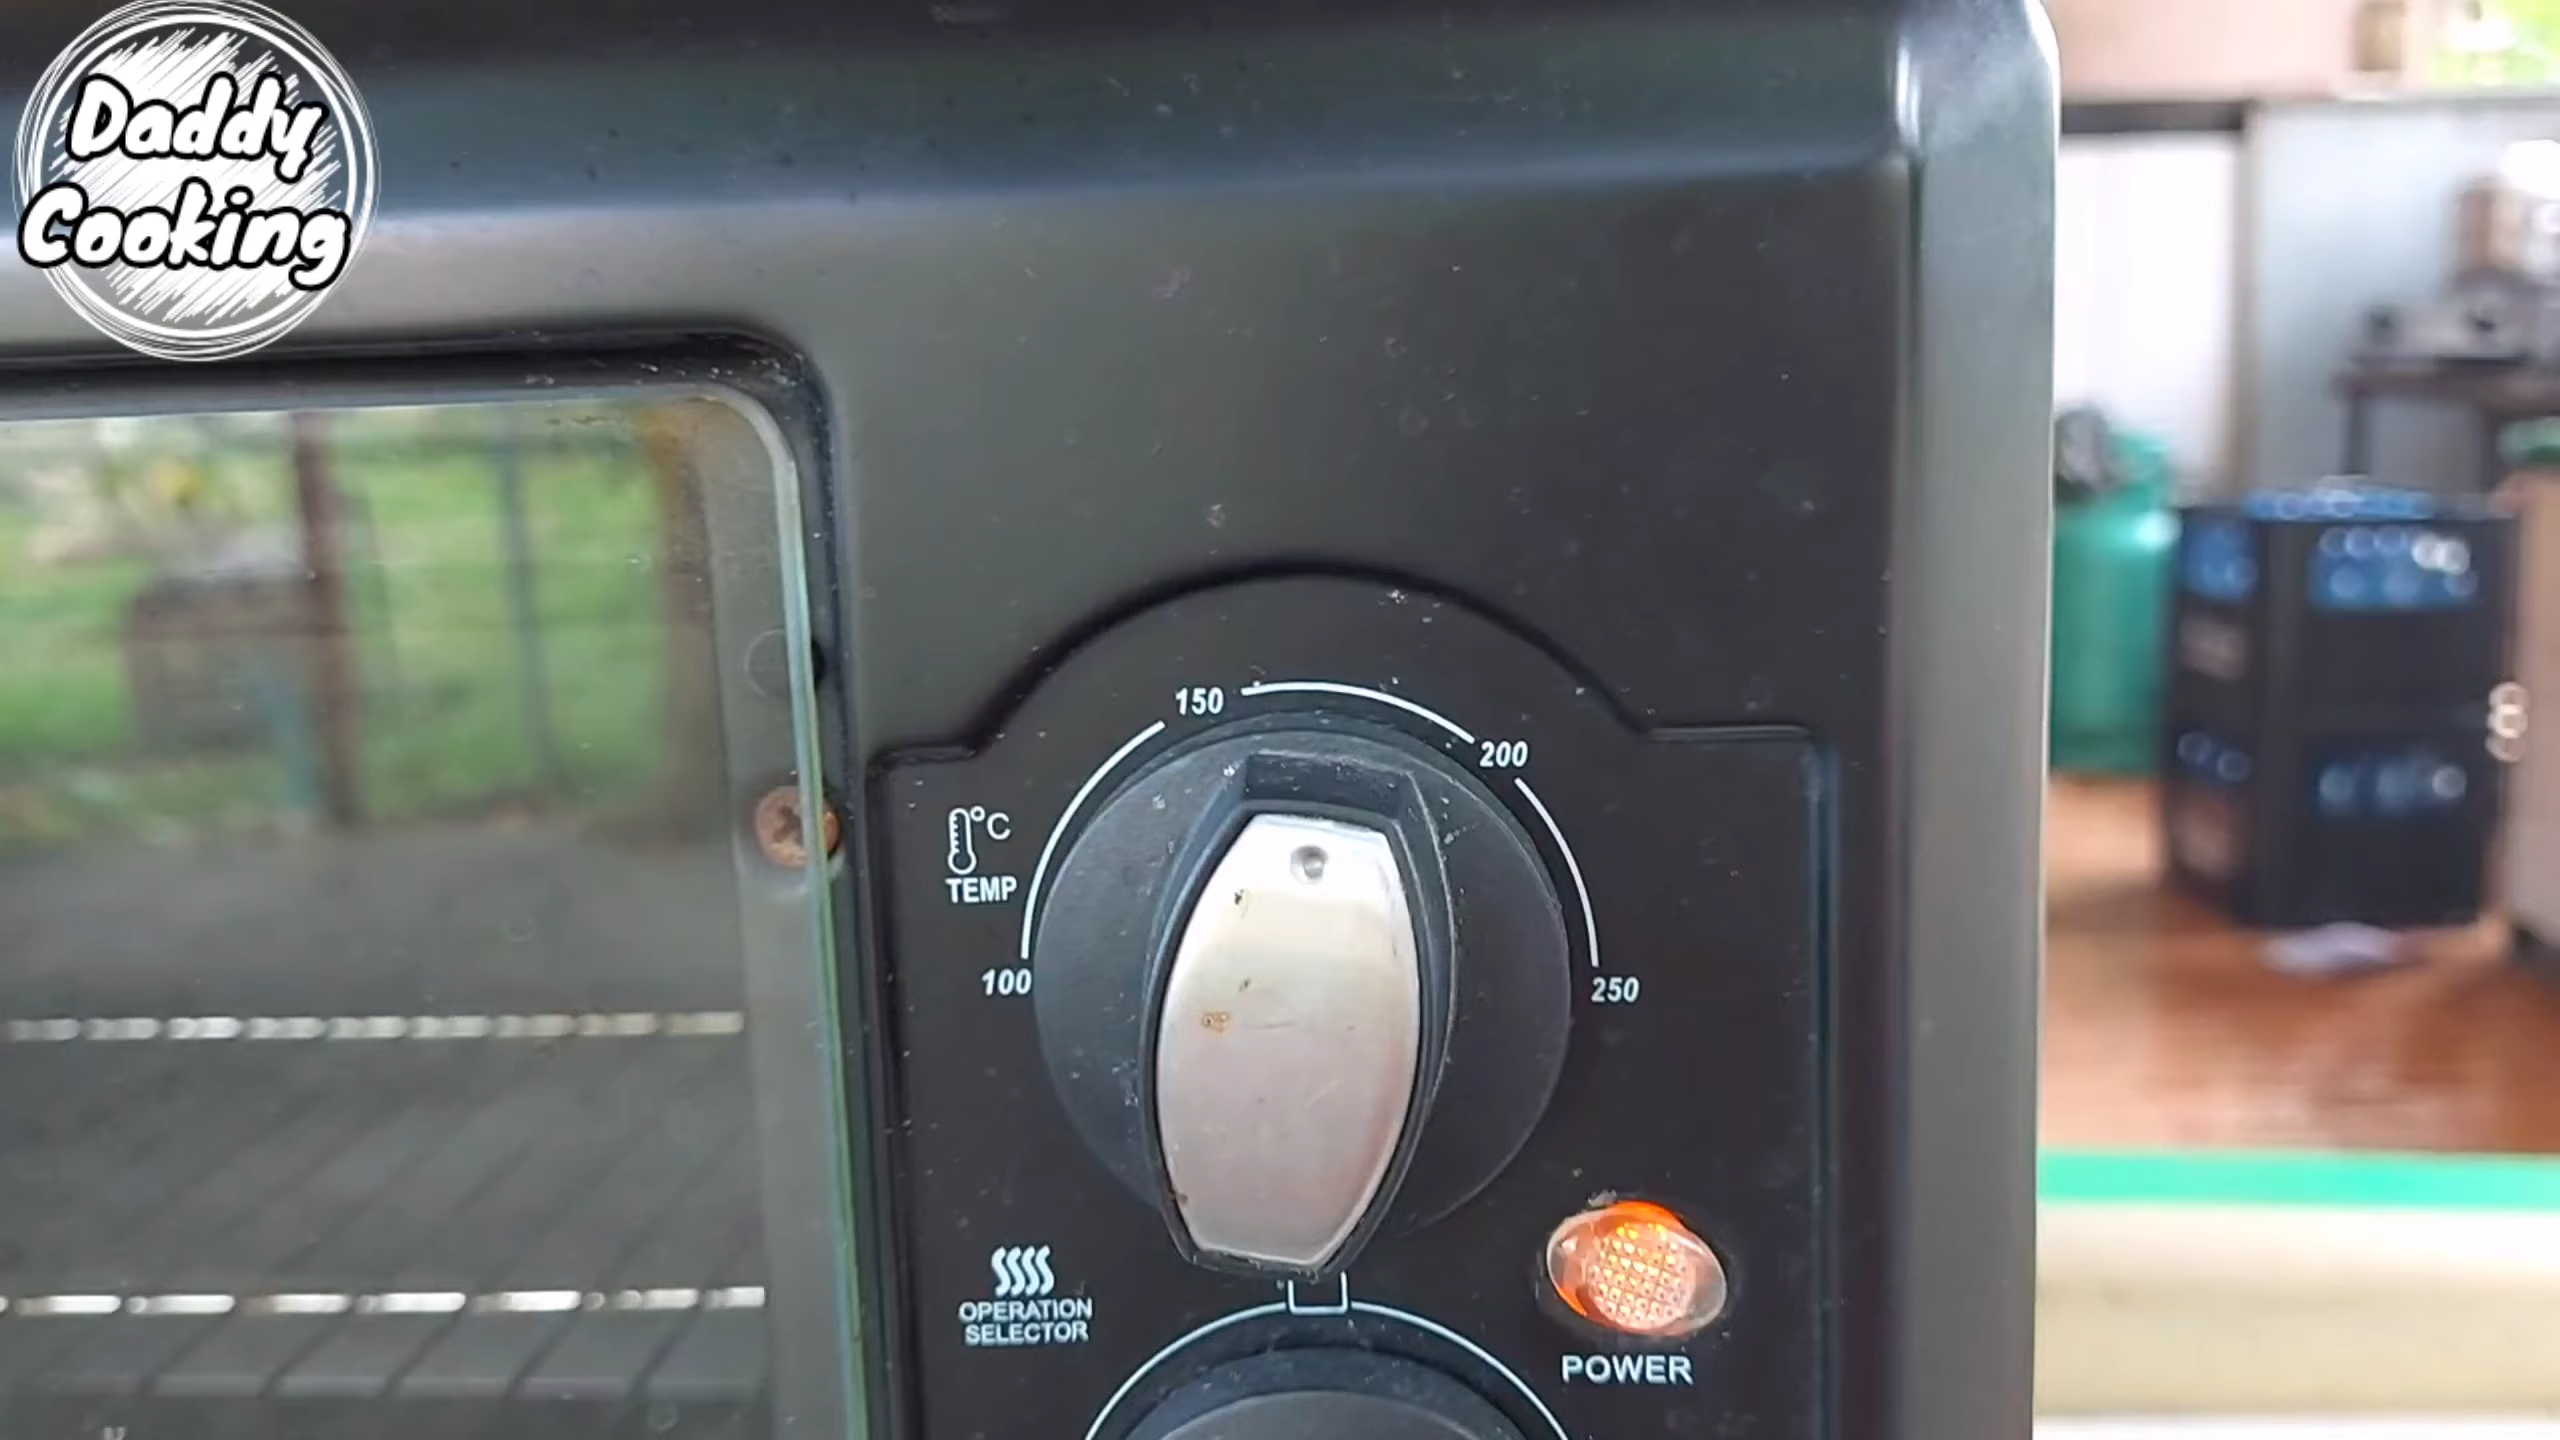 Daddy
Cooking
150
200
°C
TEMP
100
250
OPERATION
SELECTOR
POWER